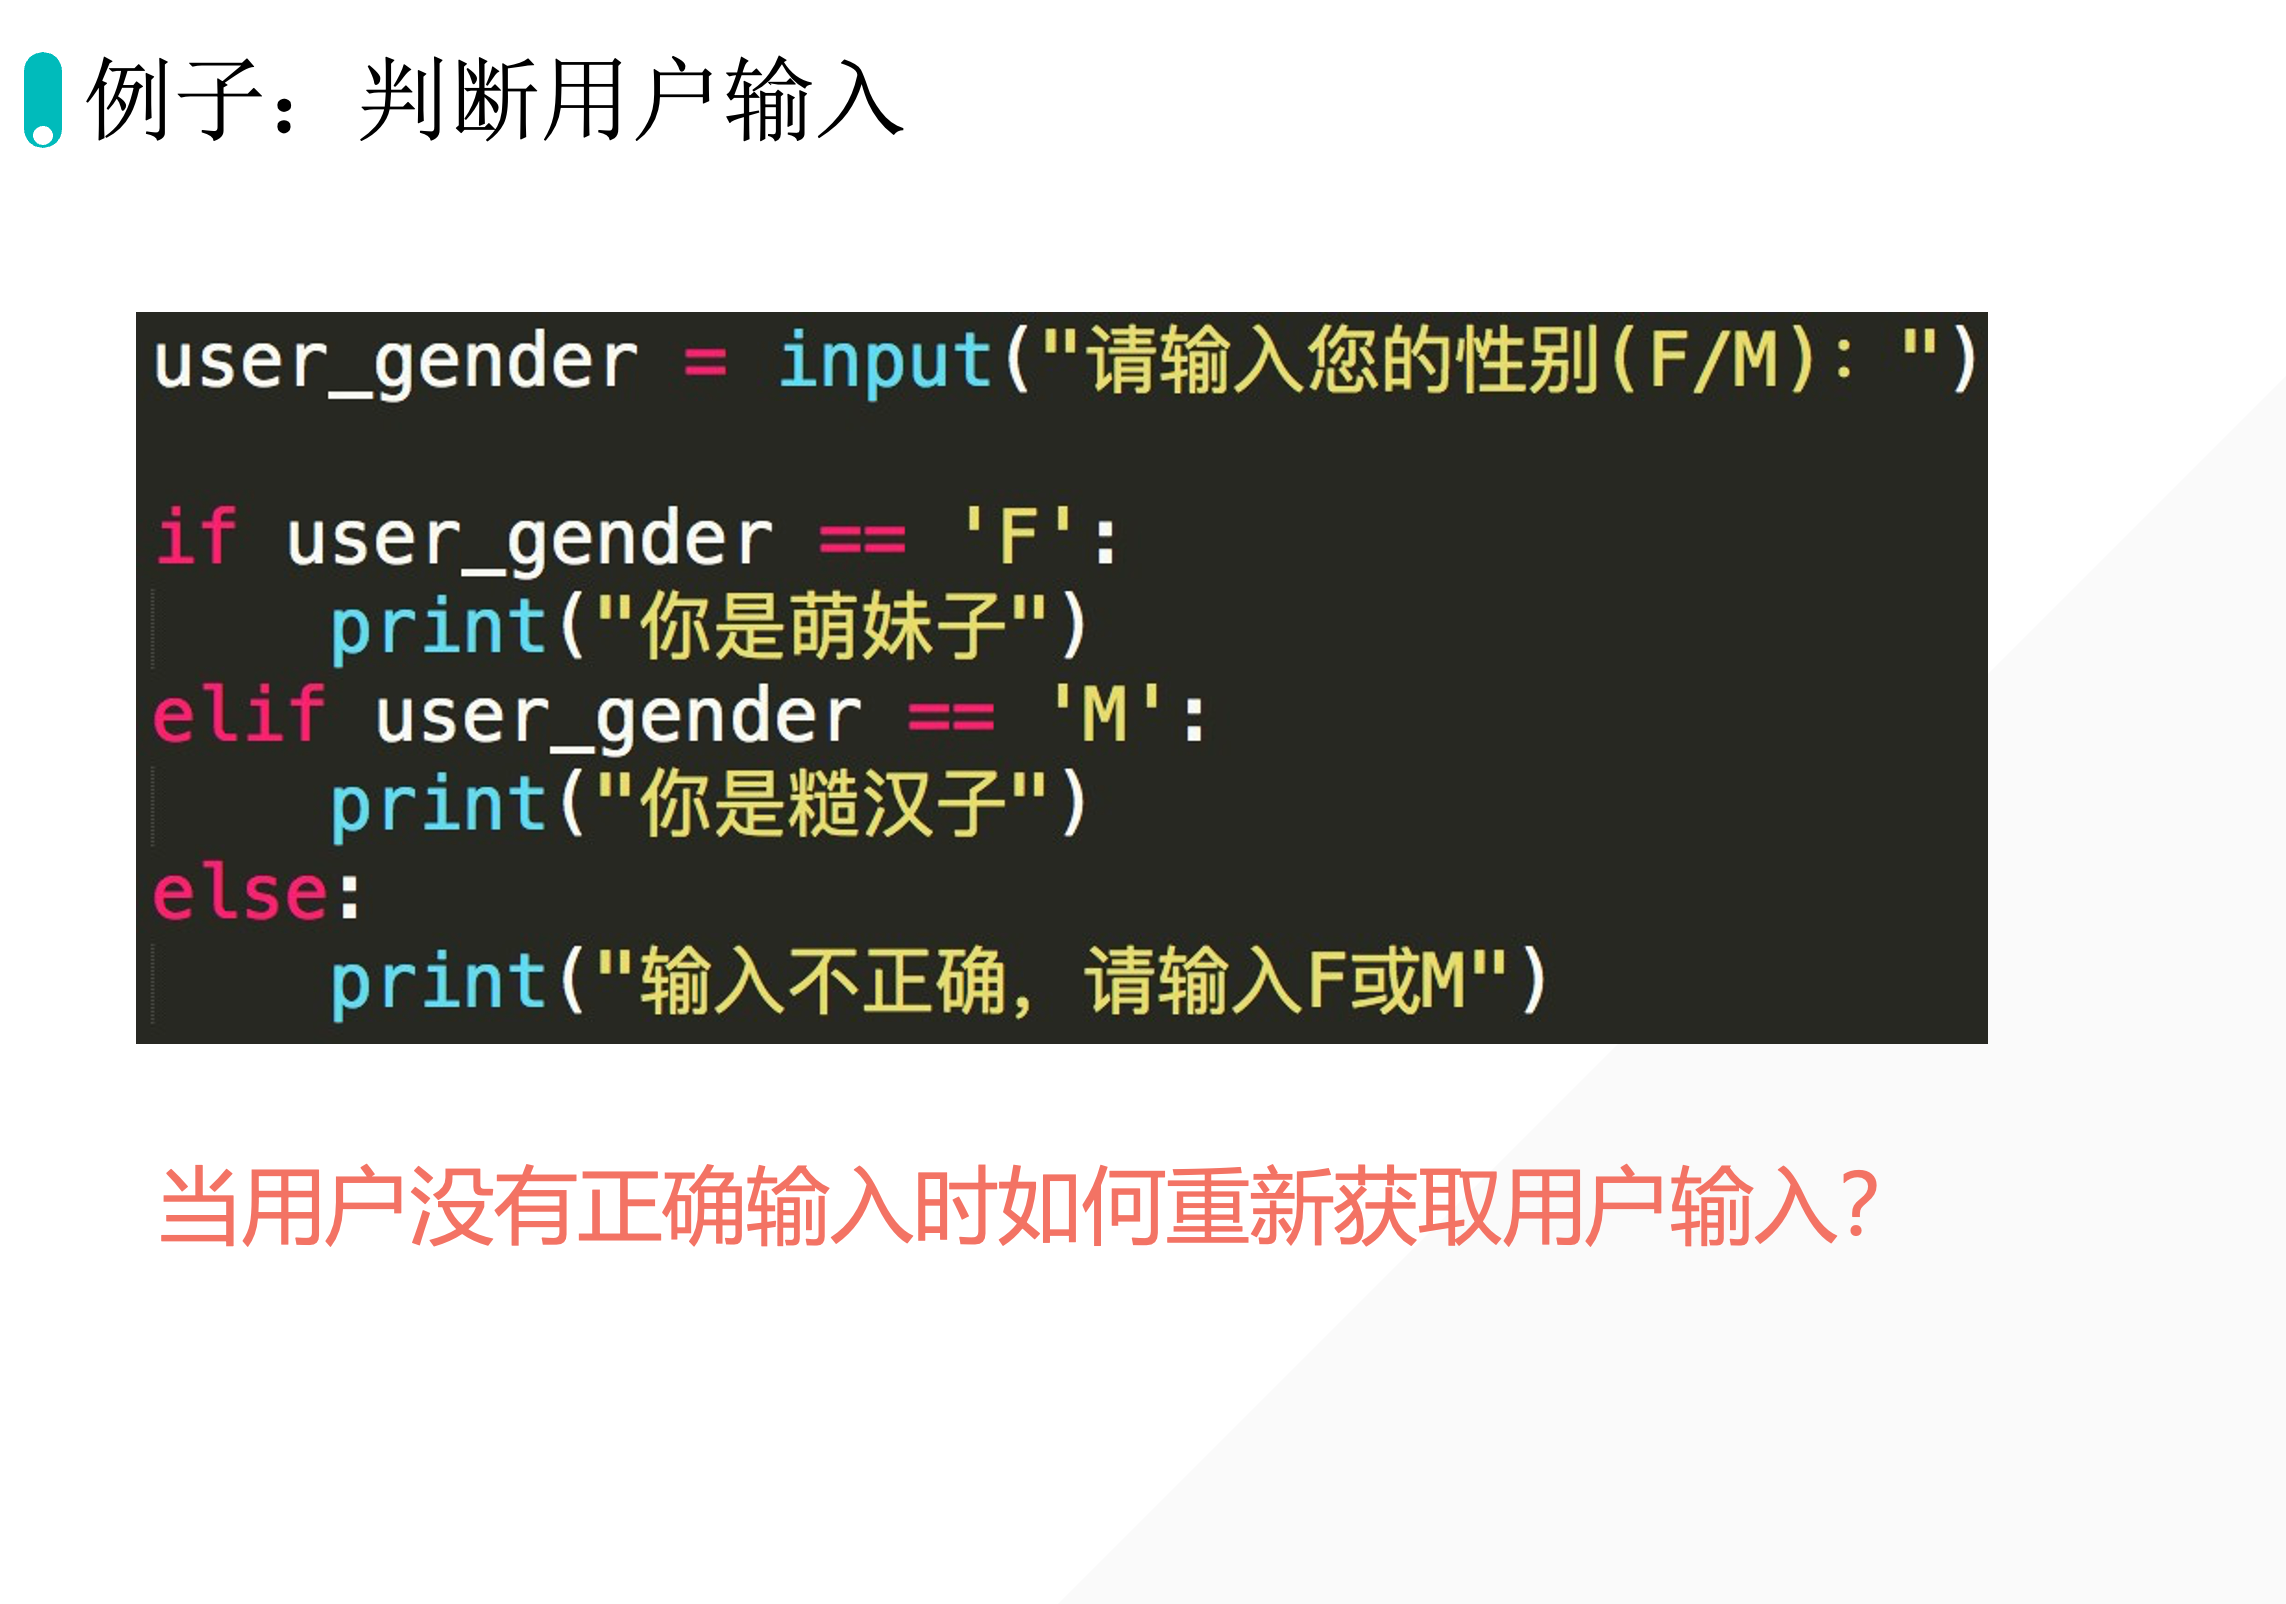 例子：判断用户输入
user_gender = input("请输入您的性别(F/M)：")
if user_gender == 'F':
    print("你是萌妹子")
elif user_gender == 'M':
    print("你是糙汉子")
else:
    print("输入不正确，请输入F或M")
当用户没有正确输入时如何重新获取用户输入？